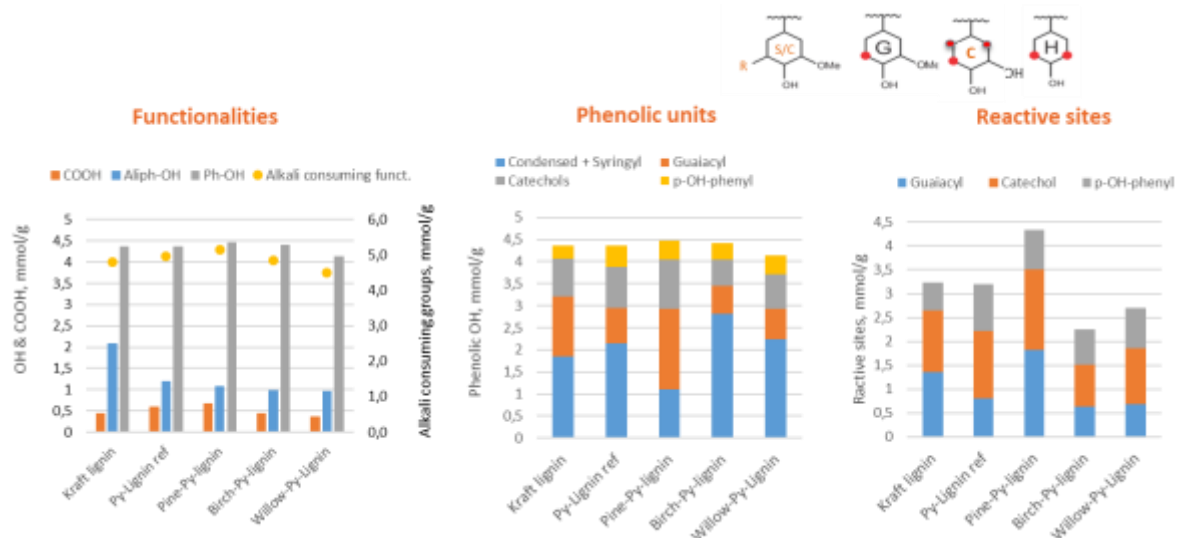 S/C
R
OMe
OH
G
OMe
OH
C
OH
OH
H
OH
Functionalities
COOH Aliph-OH Ph-OH Alkali consuming funct.
OH & COOH, mmol/g
5
4,5
4
3,5
3
2,5
2
1,5
1
0,5
0
6,0
5,0
4,0
3,0
2,0
1,0
0,0
Alkali consuming groups, mmol/g
Kraft lignin
Py-Lignin ref
Pine-Py-lignin
Birch-Py-lignin
Willow-Py-Lignin
Phenolic units
Condensed + Syringyl Guaiacyl
Catechols p-OH-phenyl
Phenolic OH, mmol/g
5
4,5
4
3,5
3
2,5
2
1,5
1
0,5
0
Kraft lignin
Py-Lignin ref
Pine-Py-lignin
Birch-Py-lignin
Willow-Py-Lignin
Reactive sites
Guaiacyl Catechol p-OH-phenyl
Ractive sites, mmol/g
4,5
4
3,5
3
2,5
2
1,5
1
0,5
0
Kraft lignin
Py-Lignin ref
Pine-Py-lignin
Birch-Py-lignin
Willow-Py-Lignin